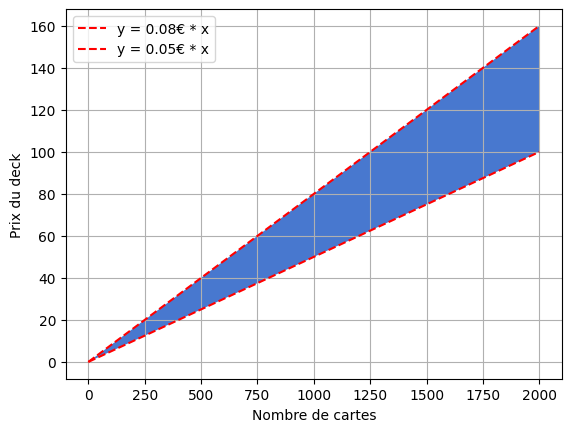 y = 0.08€ * x
y = 0.05€ * x
160
140
120
100
80
60
40
20
0
Prix du deck
0 250 500 750 1000 1250 1500 1750 2000
Nombre de cartes